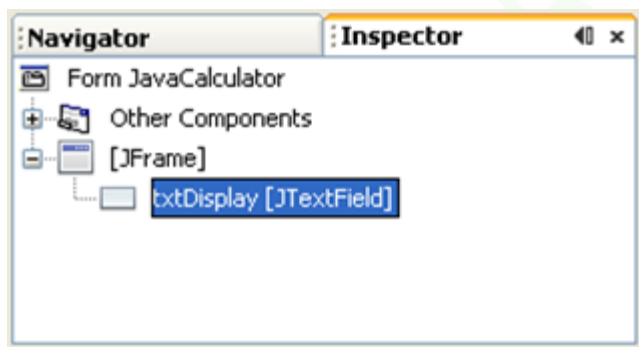 Navigator Inspector
Form JavaCalculator
Other Components
[JFrame]
txtDisplay [JTextField]